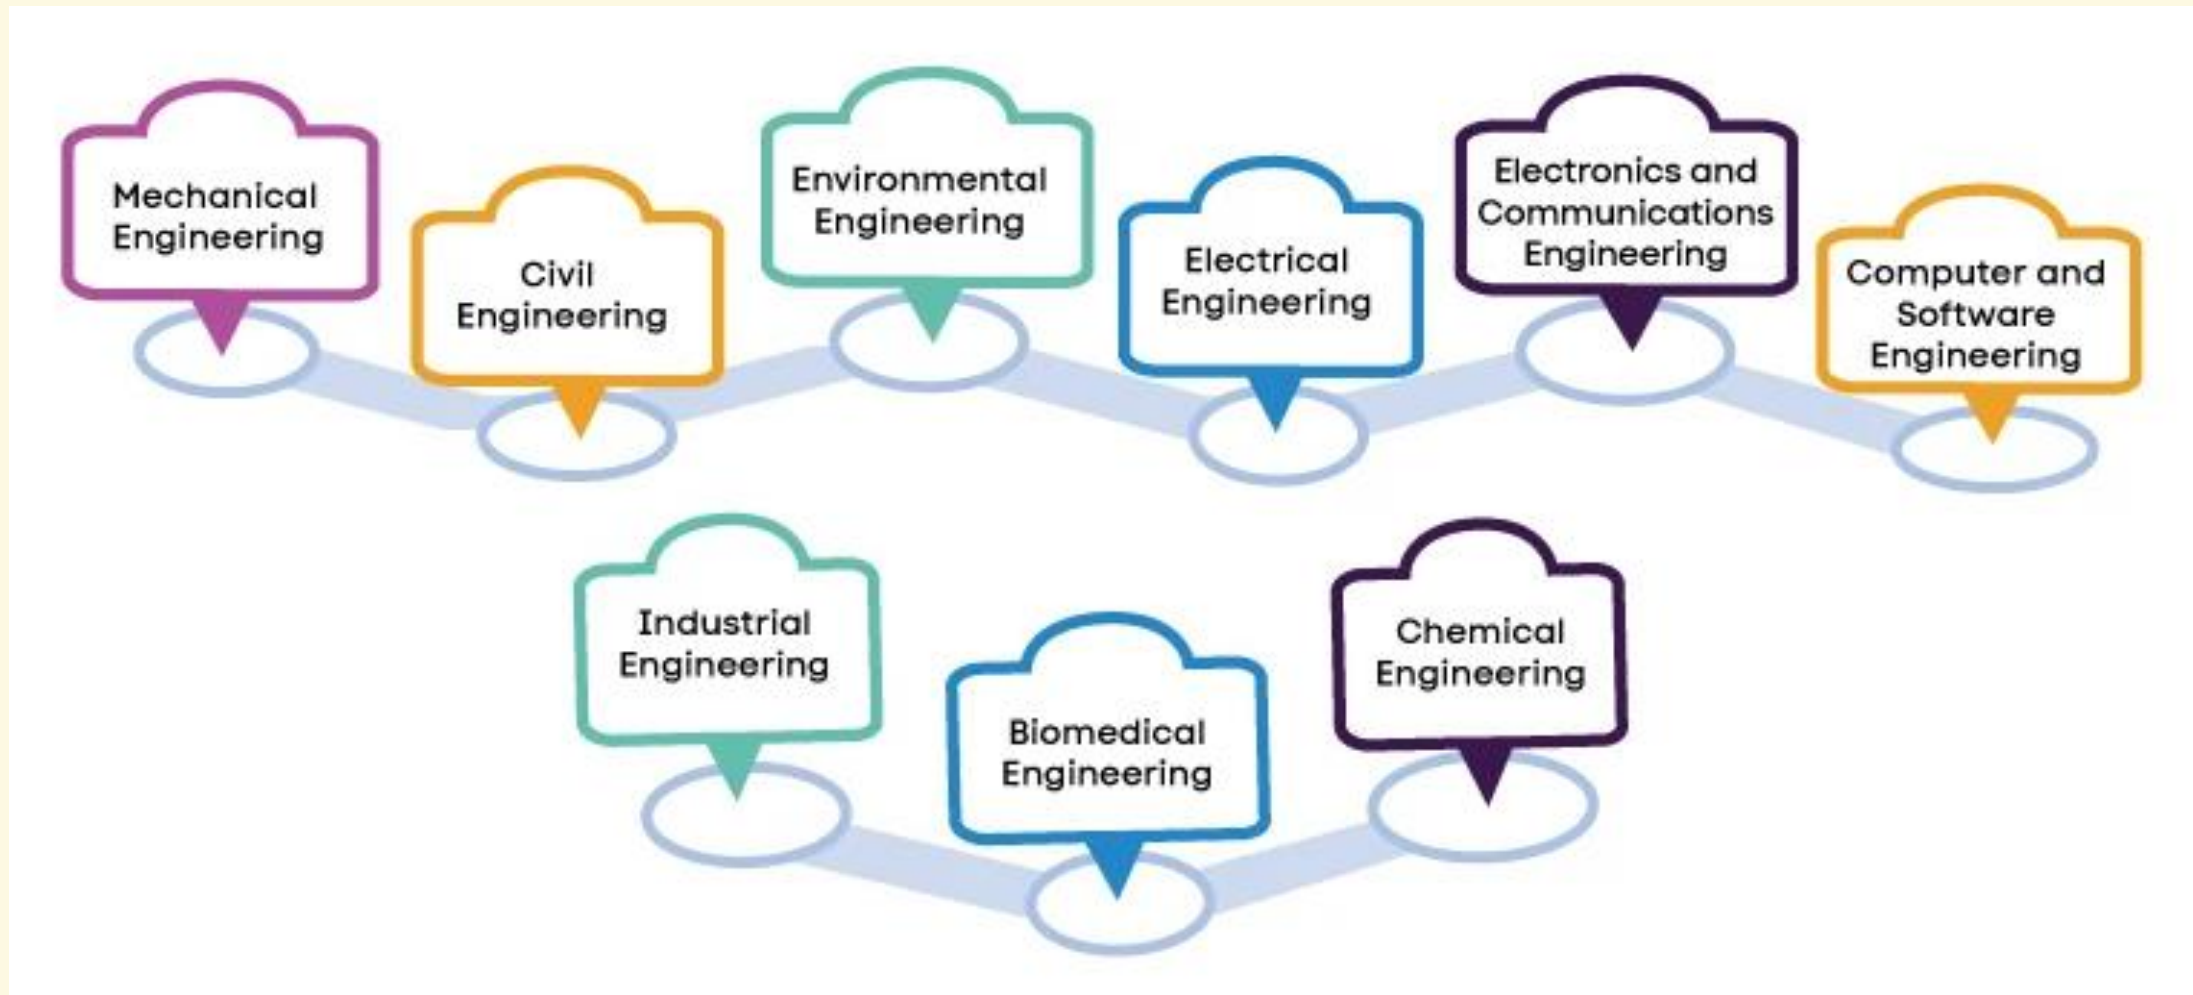 Mechanical
Engineering
Civil
Engineering
Environmental
Engineering
Electrical
Engineering
Electronics and
Communications
Engineering
Computer and
Software
Engineering
Industrial
Engineering
Biomedical
Engineering
Chemical
Engineering